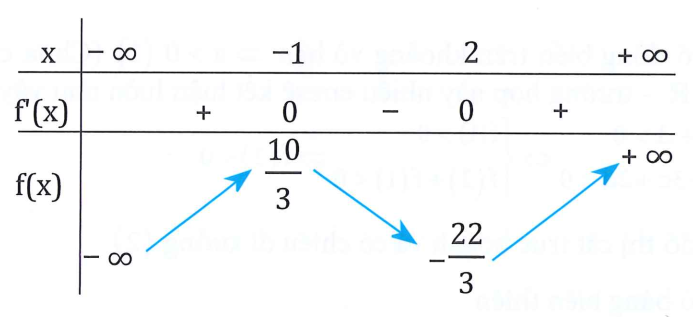 x −∞ −1 2 +∞
f'(x) + 0 − 0 +
f(x) −∞ 10/3 −22/3 +∞